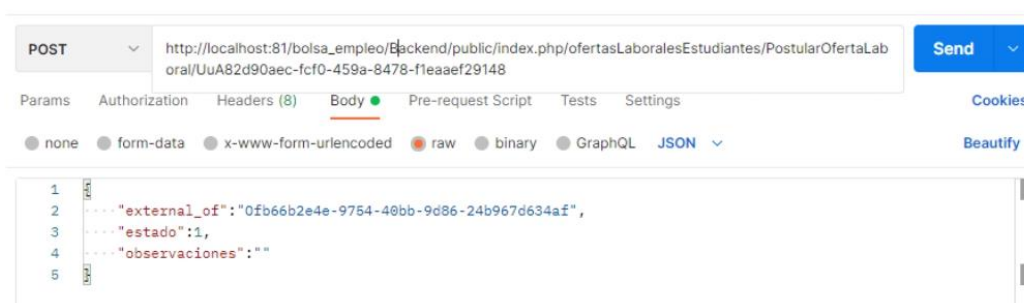 POST http://localhost:81/bolsa_empleo/Backend/public/index.php/ofertasLaboralesEstudiantes/PostularOfertaLab Send
oral/UuA82d90aec-fcf0-459a-8478-f1eaaef29148
Params Authorization Headers (8) Body Pre-request Script Tests Settings Cookies
none form-data x-www-form-urlencoded raw binary GraphQL JSON Beautify
1 {
2 "external_of":"Ofb66b2e4e-9754-40bb-9d86-24b967d634af",
3 "estado":1,
4 "observaciones":""
5 }